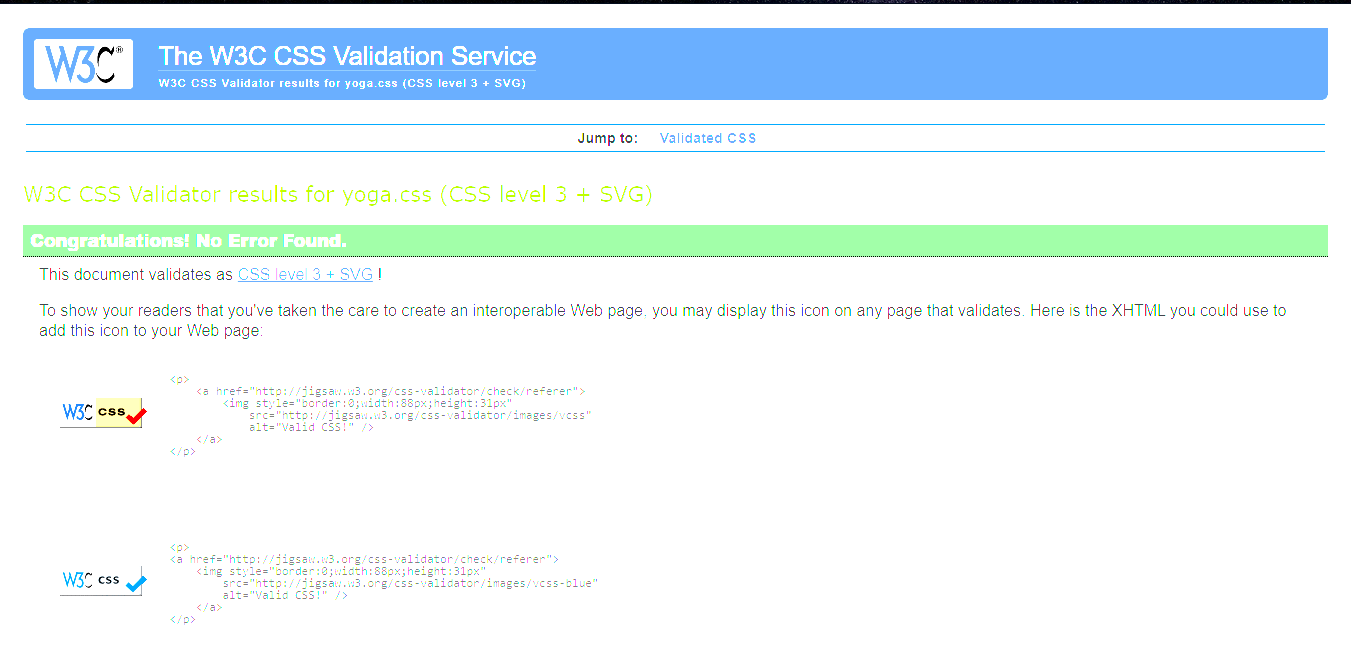 W3C®
The W3C CSS Validation Service
W3C CSS Validator results for yoga.css (CSS level 3 + SVG)
Jump to: Validated CSS
W3C CSS Validator results for yoga.css (CSS level 3 + SVG)
Congratulations! No Error Found.
This document validates as CSS level 3 + SVG !
To show your readers that you've taken the care to create an interoperable Web page, you may display this icon on any page that validates. Here is the XHTML you could use to
add this icon to your Web page:
W3C css
<p>
<a href="http://jigsaw.w3.org/css-validator/check/referer">
<img style="border:0;width:88px;height:31px"
src="http://jigsaw.w3.org/css-validator/images/vcss"
alt="Valid CSS!" />
</a>
</p>
W3C css
<p>
<a href="http://jigsaw.w3.org/css-validator/check/referer">
<img style="border:0;width:88px;height:31px"
src="http://jigsaw.w3.org/css-validator/images/vcss-blue"
alt="Valid CSS!" />
</a>
</p>